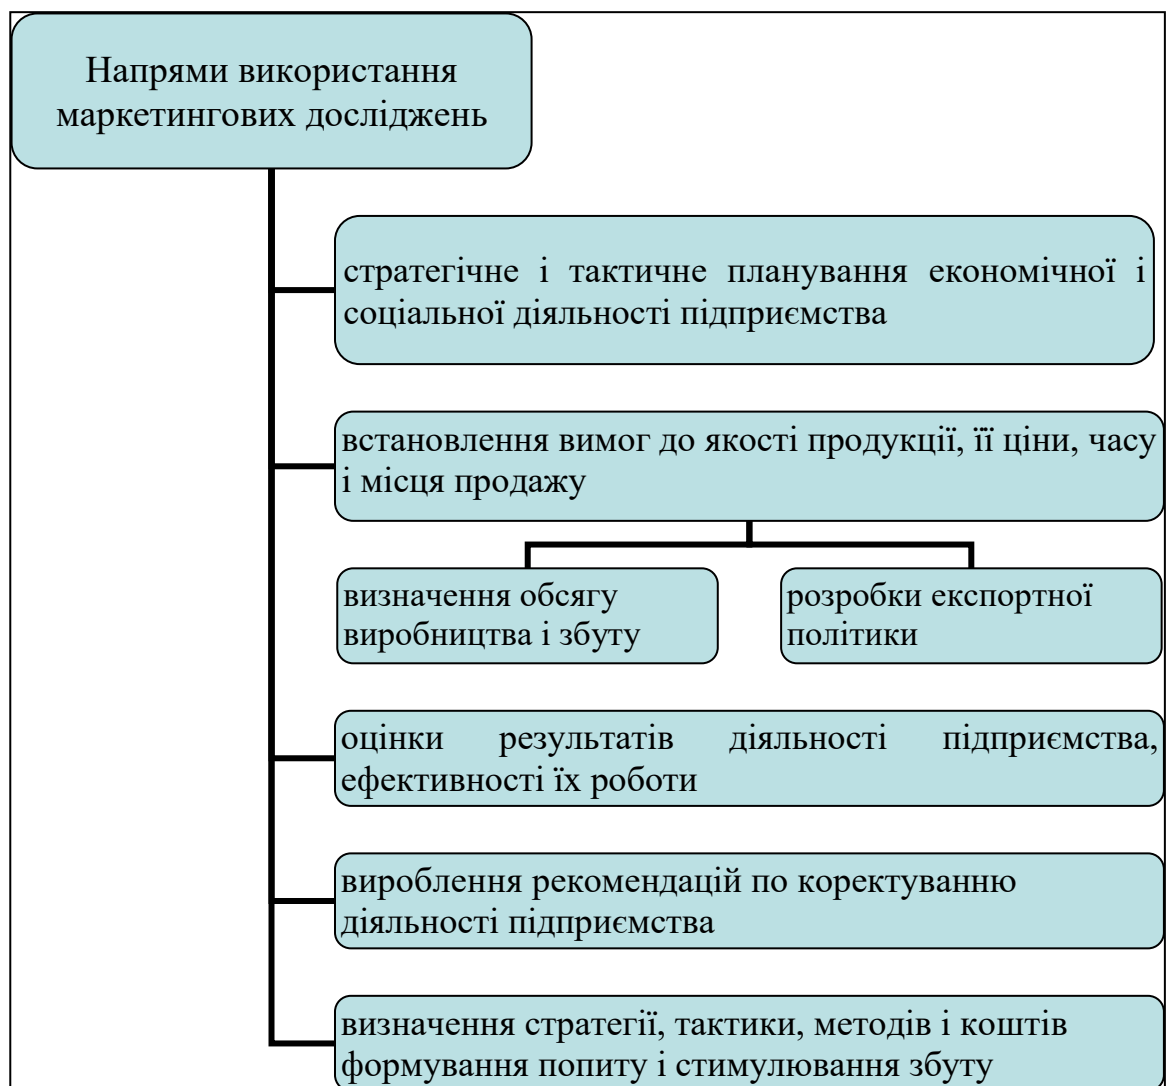 Напрями використання
маркетингових досліджень
стратегічне і тактичне планування економічної і
соціальної діяльності підприємства
встановлення вимог до якості продукції, її ціни, часу
і місця продажу
визначення обсягу
виробництва і збуту
розробки експортної
політики
оцінки результатів діяльності підприємства,
ефективності їх роботи
вироблення рекомендацій по коректуванню
діяльності підприємства
визначення стратегії, тактики, методів і коштів
формування попиту і стимулювання збуту